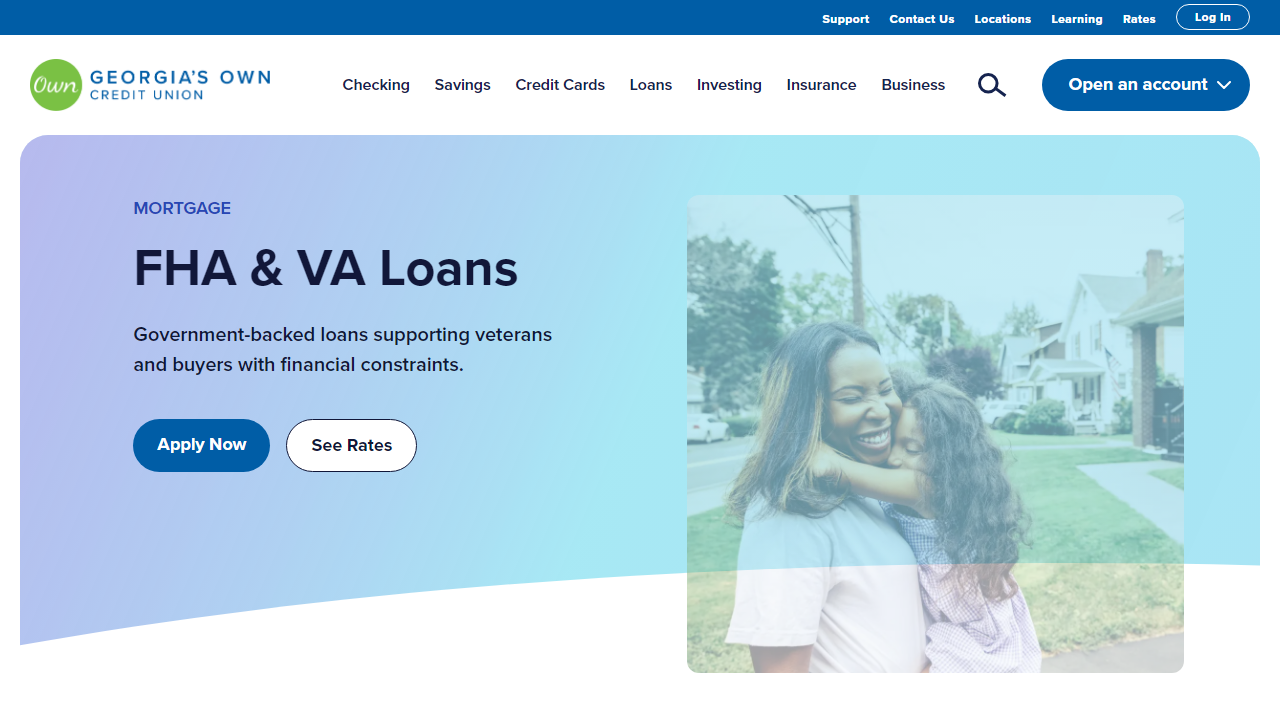 Support Contact Us Locations Learning Rates Log In
Own GEORGIA'S OWN
CREDIT UNION
Checking Savings Credit Cards Loans Investing Insurance Business Open an account
MORTGAGE
FHA & VA Loans
Government-backed loans supporting veterans
and buyers with financial constraints.
Apply Now See Rates